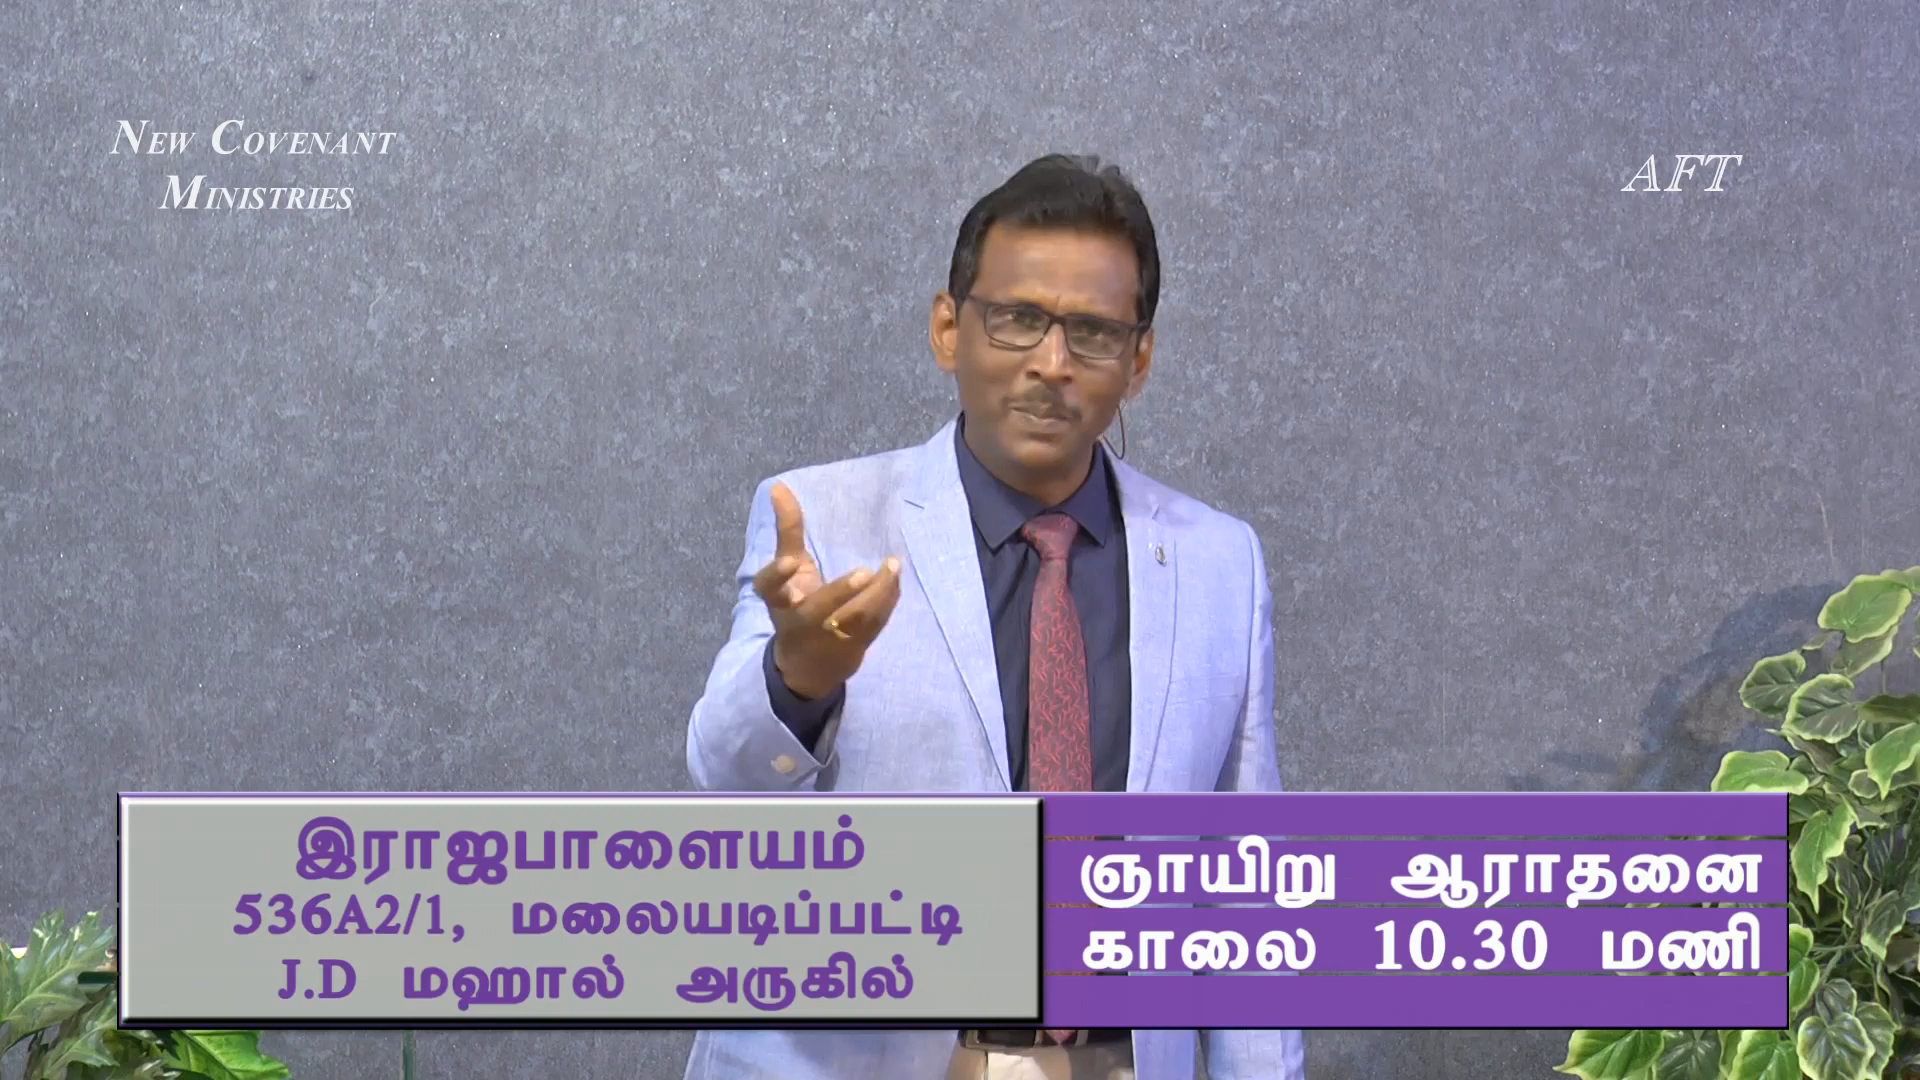 NEW COVENANT
MINISTRIES
AFT
இராஜபாளையம்
536A2/1, மலையடிப்பட்டி
J.D மஹால் அருகில்
ஞாயிறு ஆராதனை
காலை 10.30 மணி